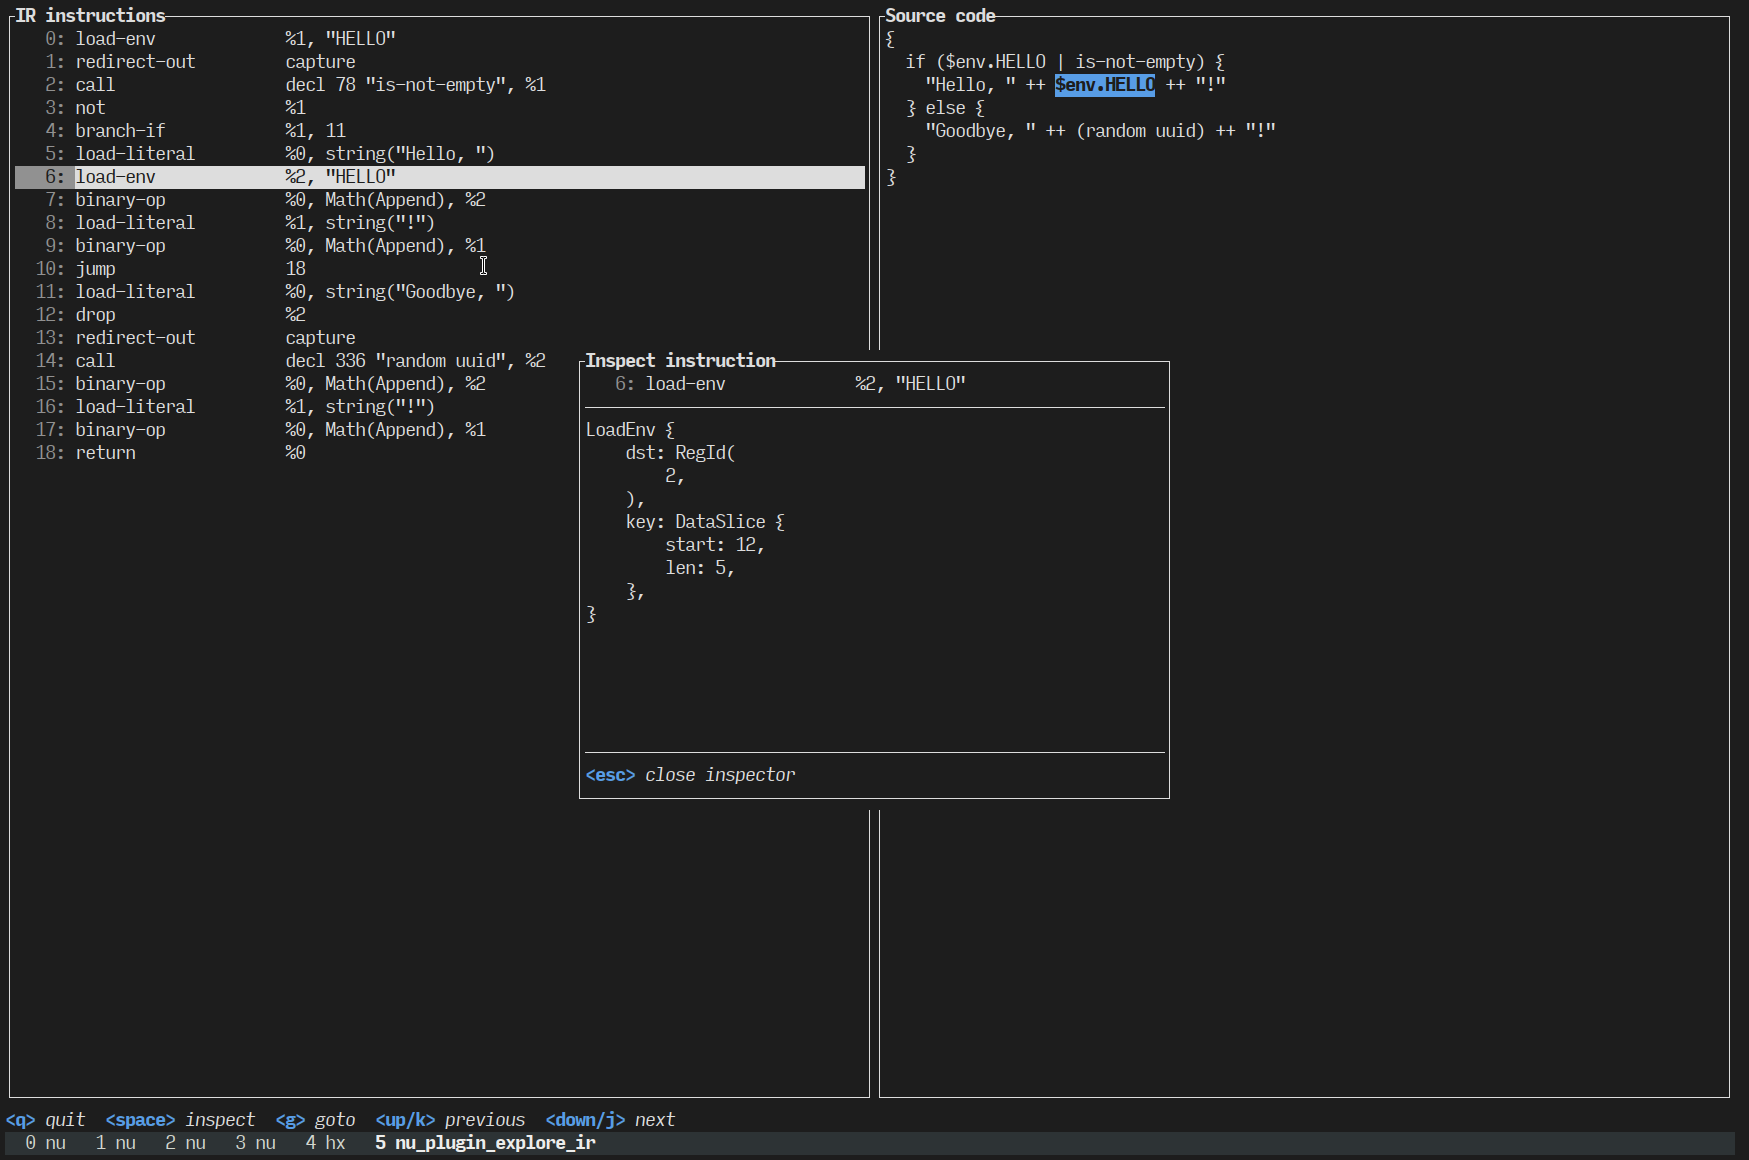 IR instructions
0: load-env %1, "HELLO"
1: redirect-out capture
2: call decl 78 "is-not-empty", %1
3: not %1
4: branch-if %1, 11
5: load-literal %0, string("Hello, ")
6: load-env %2, "HELLO"
7: binary-op %0, Math(Append), %2
8: load-literal %1, string("!")
9: binary-op %0, Math(Append), %1
10: jump 18
11: load-literal %0, string("Goodbye, ")
12: drop %2
13: redirect-out capture
14: call decl 336 "random uuid", %2
15: binary-op %0, Math(Append), %2
16: load-literal %1, string("!")
17: binary-op %0, Math(Append), %1
18: return %0
Source code
{
  if ($env.HELLO | is-not-empty) {
    "Hello, " ++ $env.HELLO ++ "!"
  } else {
    "Goodbye, " ++ (random uuid) ++ "!"
  }
}
Inspect instruction
6: load-env %2, "HELLO"
LoadEnv {
    dst: RegId(
        2,
    ),
    key: DataSlice {
        start: 12,
        len: 5,
    },
}
<esc> close inspector
<q> quit <space> inspect <g> goto <up/k> previous <down/j> next
0 nu 1 nu 2 nu 3 nu 4 hx 5 nu_plugin_explore_ir